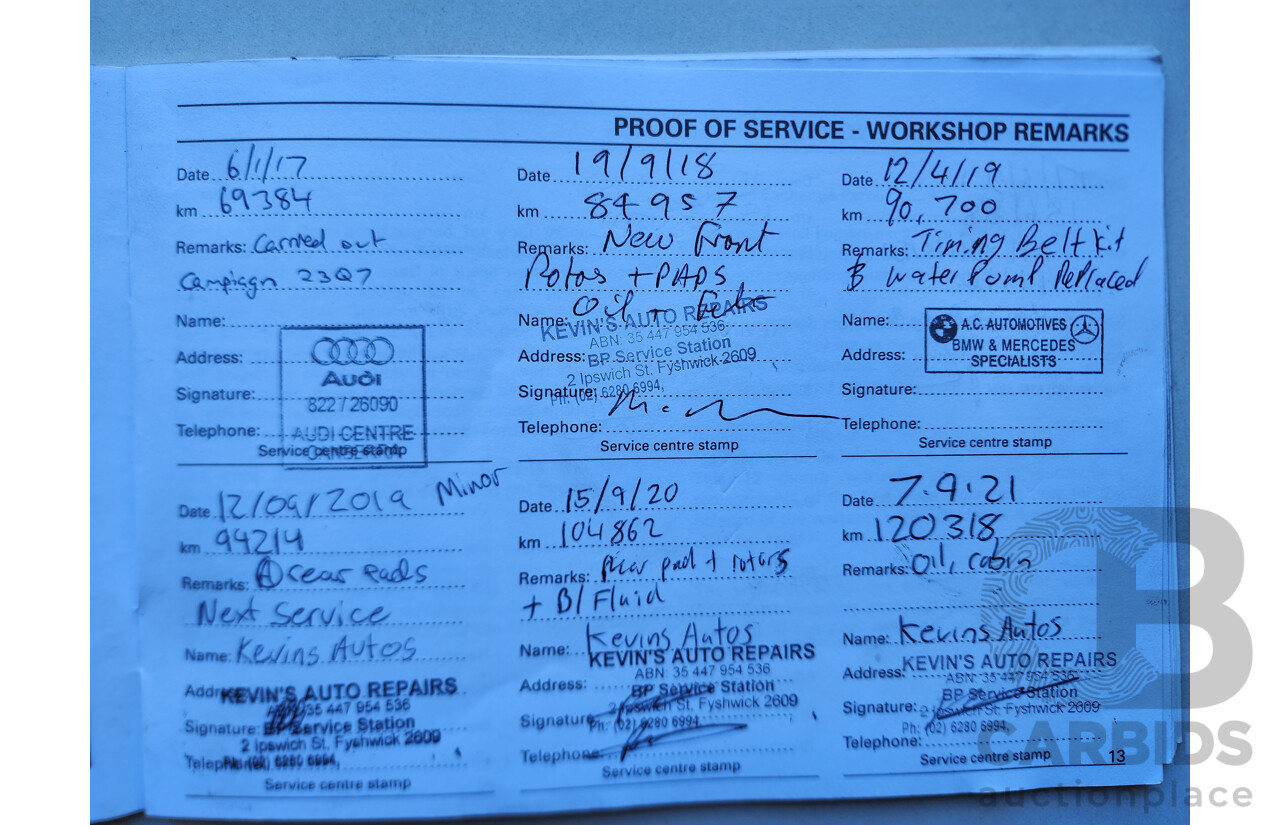 PROOF OF SERVICE - WORKSHOP REMARKS
Date 6/1/17
km 69384
Remarks: Carried out
Campiagn 23Q7
Name:
Address:
Signature:
Telephone:
Audi
822 / 26090
AUDI CENTRE
CANBERRA
Service centre stamp
Date 19/9/18
km 84957
Remarks: New Front
Rotos + PADS
Oil +
Name:
KEVIN'S AUTO REPAIRS
ABN: 35 447 954 536
Address:
BP Service Station
2 Ipswich St, Fyshwick 2609
Signature:
Ph: (02) 6280 6994,
Telephone:
Service centre stamp
Date 12/4/19
km 90,700
Remarks: Timing Belt kit
& water Pump Replaced
Name:
A.C. AUTOMOTIVES
BMW & MERCEDES
SPECIALISTS
Address:
Signature:
Telephone:
Service centre stamp
Date 12/09/2019 Minor
km 94214
Remarks: A rear Pads
Next Service
Name: Kevins Autos
Address:
KEVIN'S AUTO REPAIRS
ABN: 35 447 954 536
Signature:
BP Service Station
2 Ipswich St, Fyshwick 2609
Telephone:
Ph: (02) 6280 6994,
Service centre stamp
Date 15/9/20
km 104862
Remarks: Rear pad + rotors
+ B/Fluid
Name: Kevins Autos
KEVIN'S AUTO REPAIRS
ABN: 35 447 954 536
Address:
BP Service Station
2 Ipswich St, Fyshwick 2609
Signature:
Ph: (02) 6280 6994,
Telephone:
Service centre stamp
Date 7.9.21
km 120318
Remarks: Oil, cabin
Name: Kevins Autos
Address:
KEVIN'S AUTO REPAIRS
ABN: 35 447 954 536
BP Service Station
Signature:
2 Ipswich St, Fyshwick 2609
Ph: (02) 6280 6994,
Telephone:
Service centre stamp
13
CARBIDS
auctionplace